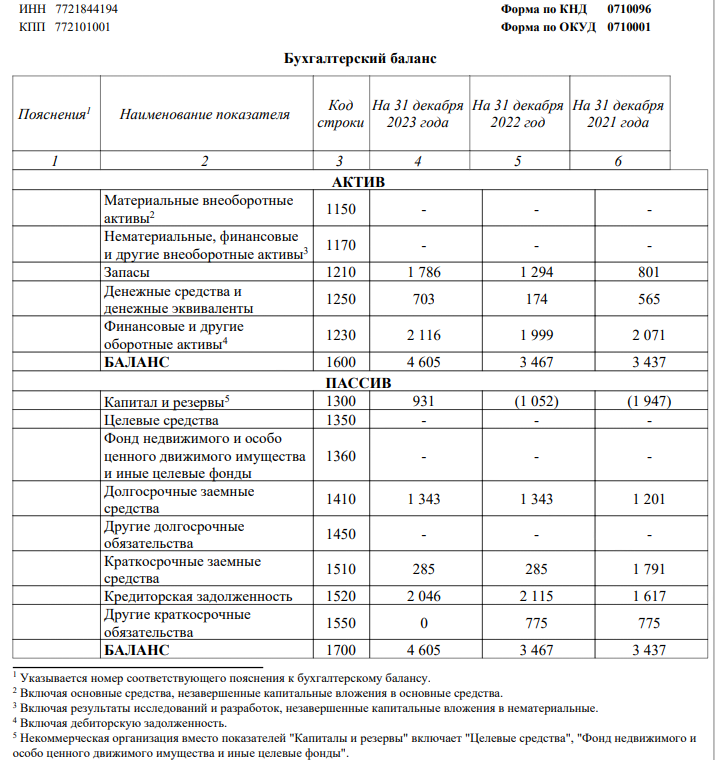 ИНН 7721844194 Форма по КНД 0710096
КПП 772101001 Форма по ОКУД 0710001
Бухгалтерский баланс
Пояснения¹ Наименование показателя Код строки На 31 декабря 2023 года На 31 декабря 2022 год На 31 декабря 2021 года
1 2 3 4 5 6
АКТИВ
Материальные внеоборотные
активы² 1150 - - -
Нематериальные, финансовые
и другие внеоборотные активы³ 1170 - - -
Запасы 1210 1 786 1 294 801
Денежные средства и
денежные эквиваленты 1250 703 174 565
Финансовые и другие
оборотные активы⁴ 1230 2 116 1 999 2 071
БАЛАНС 1600 4 605 3 467 3 437
ПАССИВ
Капитал и резервы⁵ 1300 931 (1 052) (1 947)
Целевые средства 1350 - - -
Фонд недвижимого и особо
ценного движимого имущества
и иные целевые фонды 1360 - - -
Долгосрочные заемные
средства 1410 1 343 1 343 1 201
Другие долгосрочные
обязательства 1450 - - -
Краткосрочные заемные
средства 1510 285 285 1 791
Кредиторская задолженность 1520 2 046 2 115 1 617
Другие краткосрочные
обязательства 1550 0 775 775
БАЛАНС 1700 4 605 3 467 3 437
¹ Указывается номер соответствующего пояснения к бухгалтерскому балансу.
² Включая основные средства, незавершенные капитальные вложения в основные средства.
³ Включая результаты исследований и разработок, незавершенные капитальные вложения в нематериальные.
⁴ Включая дебиторскую задолженность.
⁵ Некоммерческая организация вместо показателей "Капиталы и резервы" включает "Целевые средства", "Фонд недвижимого и
особо ценного движимого имущества и иные целевые фонды".